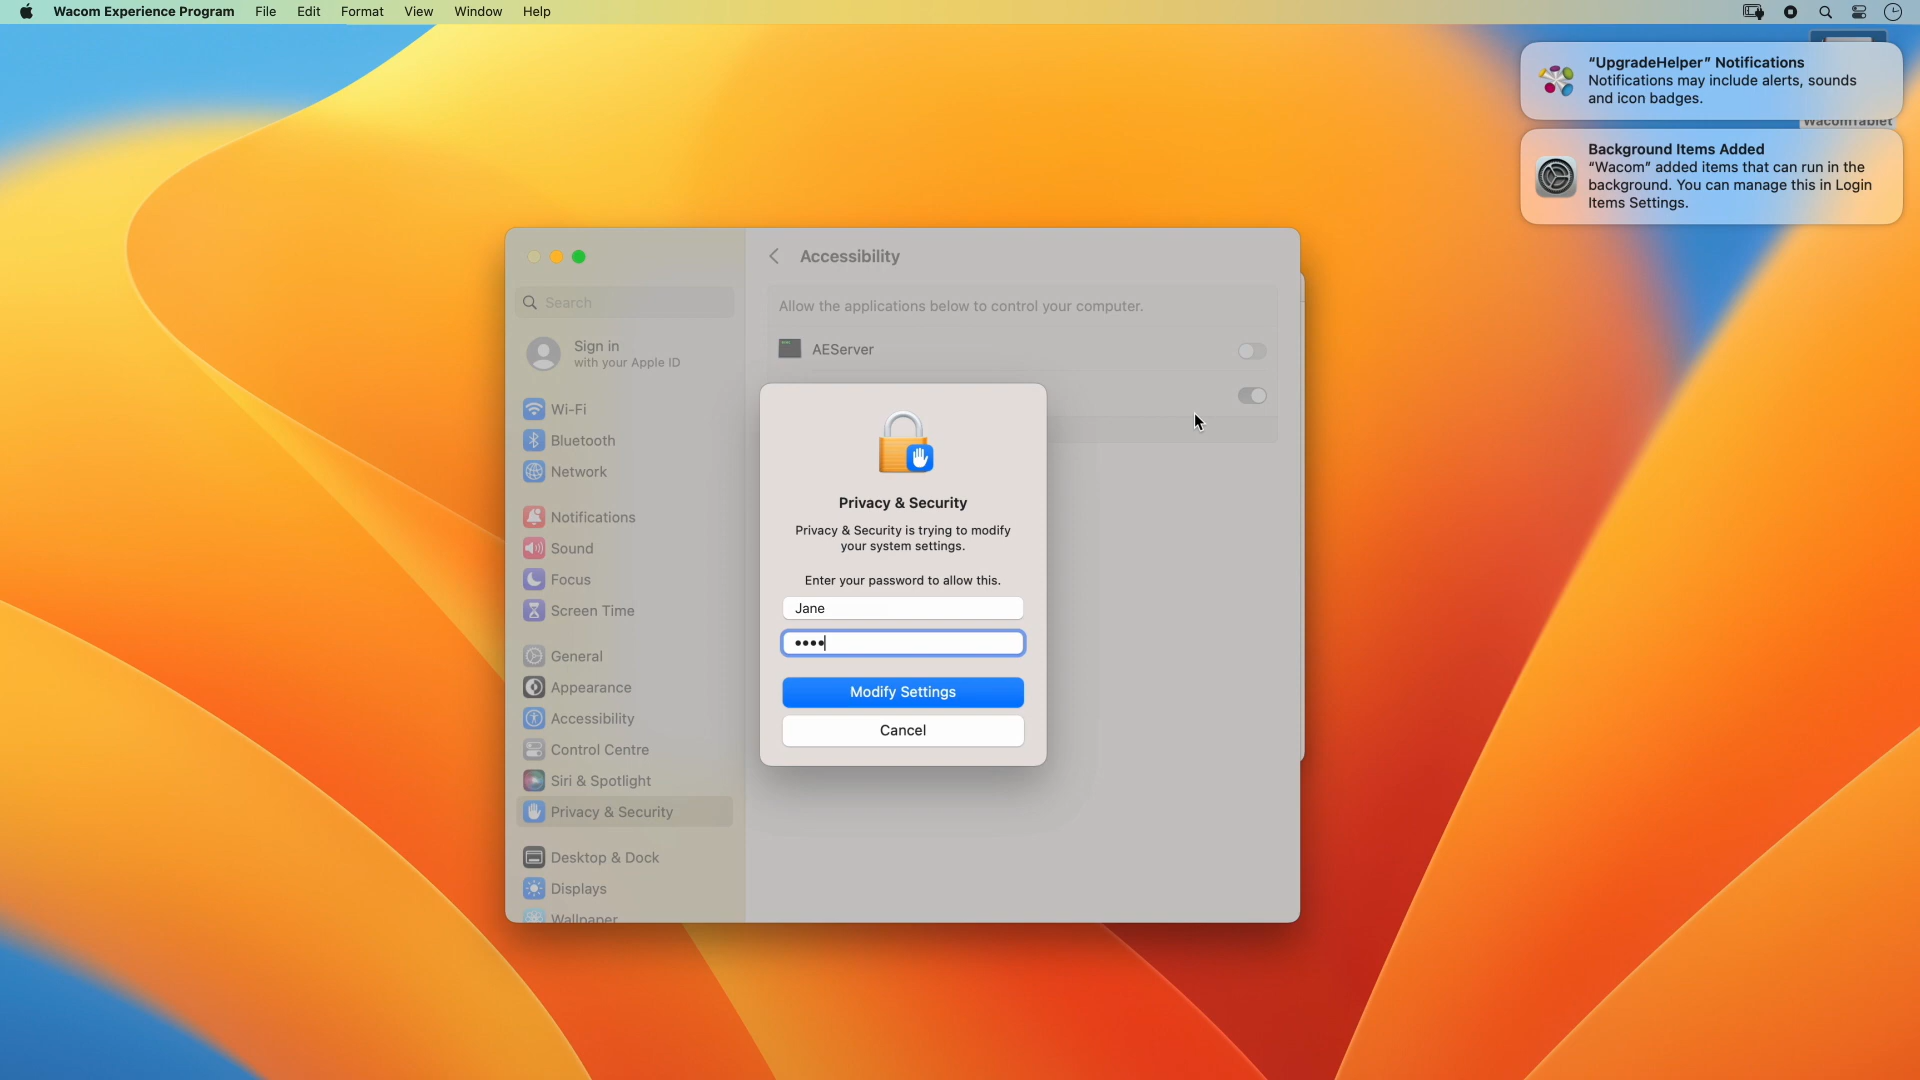 Wacom Experience Program File Edit Format View Window Help
“UpgradeHelper” Notifications
Notifications may include alerts, sounds
and icon badges.
WacomTablet
Background Items Added
“Wacom” added items that can run in the
background. You can manage this in Login
Items Settings.
Accessibility
Search
Allow the applications below to control your computer.
Sign in
with your Apple ID
AEServer
Wi-Fi
Bluetooth
Network
Notifications
Sound
Focus
Screen Time
General
Appearance
Accessibility
Control Centre
Siri & Spotlight
Privacy & Security
Desktop & Dock
Displays
Wallpaper
Privacy & Security
Privacy & Security is trying to modify
your system settings.
Enter your password to allow this.
Jane
••••
Modify Settings
Cancel